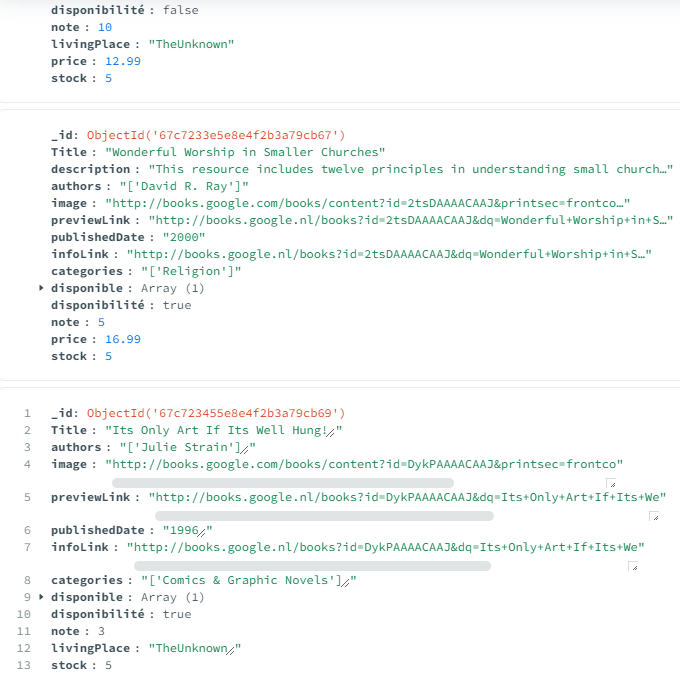 disponibilité : false
note : 10
livingPlace : "TheUnknown"
price : 12.99
stock : 5
_id: ObjectId('67c7233e5e8e4f2b3a79cb67')
Title : "Wonderful Worship in Smaller Churches"
description : "This resource includes twelve principles in understanding small church…"
authors : "['David R. Ray']"
image : "http://books.google.com/books/content?id=2tsDAAAACAAJ&printsec=frontco…"
previewLink : "http://books.google.nl/books?id=2tsDAAAACAAJ&dq=Wonderful+Worship+in+S…"
publishedDate : "2000"
infoLink : "http://books.google.nl/books?id=2tsDAAAACAAJ&dq=Wonderful+Worship+in+S…"
categories : "['Religion']"
disponible : Array (1)
disponibilité : true
note : 5
price : 16.99
stock : 5
1 _id: ObjectId('67c723455e8e4f2b3a79cb69')
2 Title : "Its Only Art If Its Well Hung!"
3 authors : "['Julie Strain']"
4 image : "http://books.google.com/books/content?id=DykPAAAACAAJ&printsec=frontco"
5 previewLink : "http://books.google.nl/books?id=DykPAAAACAAJ&dq=Its+Only+Art+If+Its+We"
6 publishedDate : "1996"
7 infoLink : "http://books.google.nl/books?id=DykPAAAACAAJ&dq=Its+Only+Art+If+Its+We"
8 categories : "['Comics & Graphic Novels']"
9 disponible : Array (1)
10 disponibilité : true
11 note : 3
12 livingPlace : "TheUnknown"
13 stock : 5